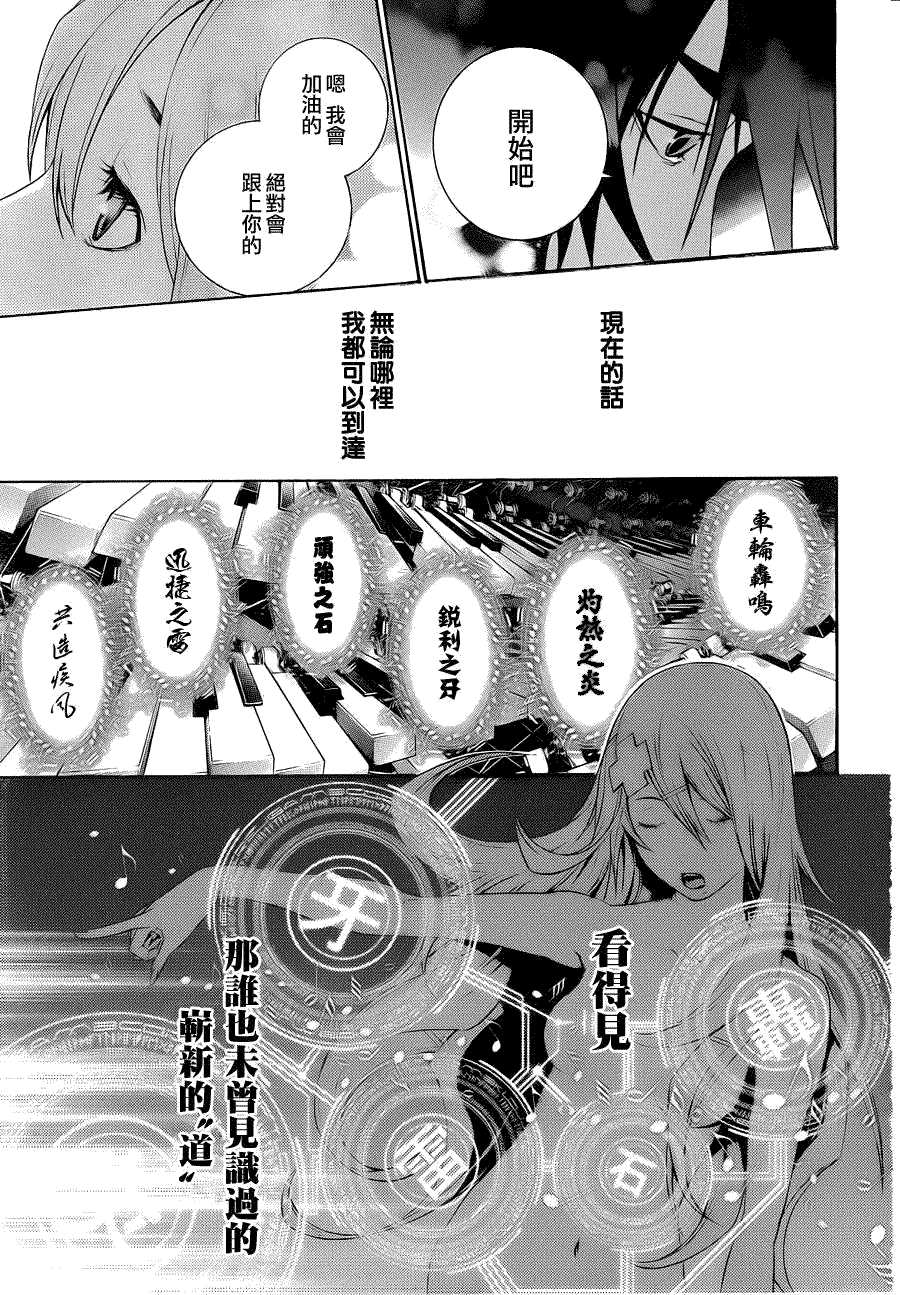 開始吧
嗯 我會
加油的
絕對會
跟上你的
現在的話
無論哪裡
我都可以到達
車輪轟鳴
灼熱之炎
銳利之牙
頑強之石
迅捷之雷
共造疾風
看得見
那誰也未曾見識過的
嶄新的〝道〞
轟
牙
石
雷